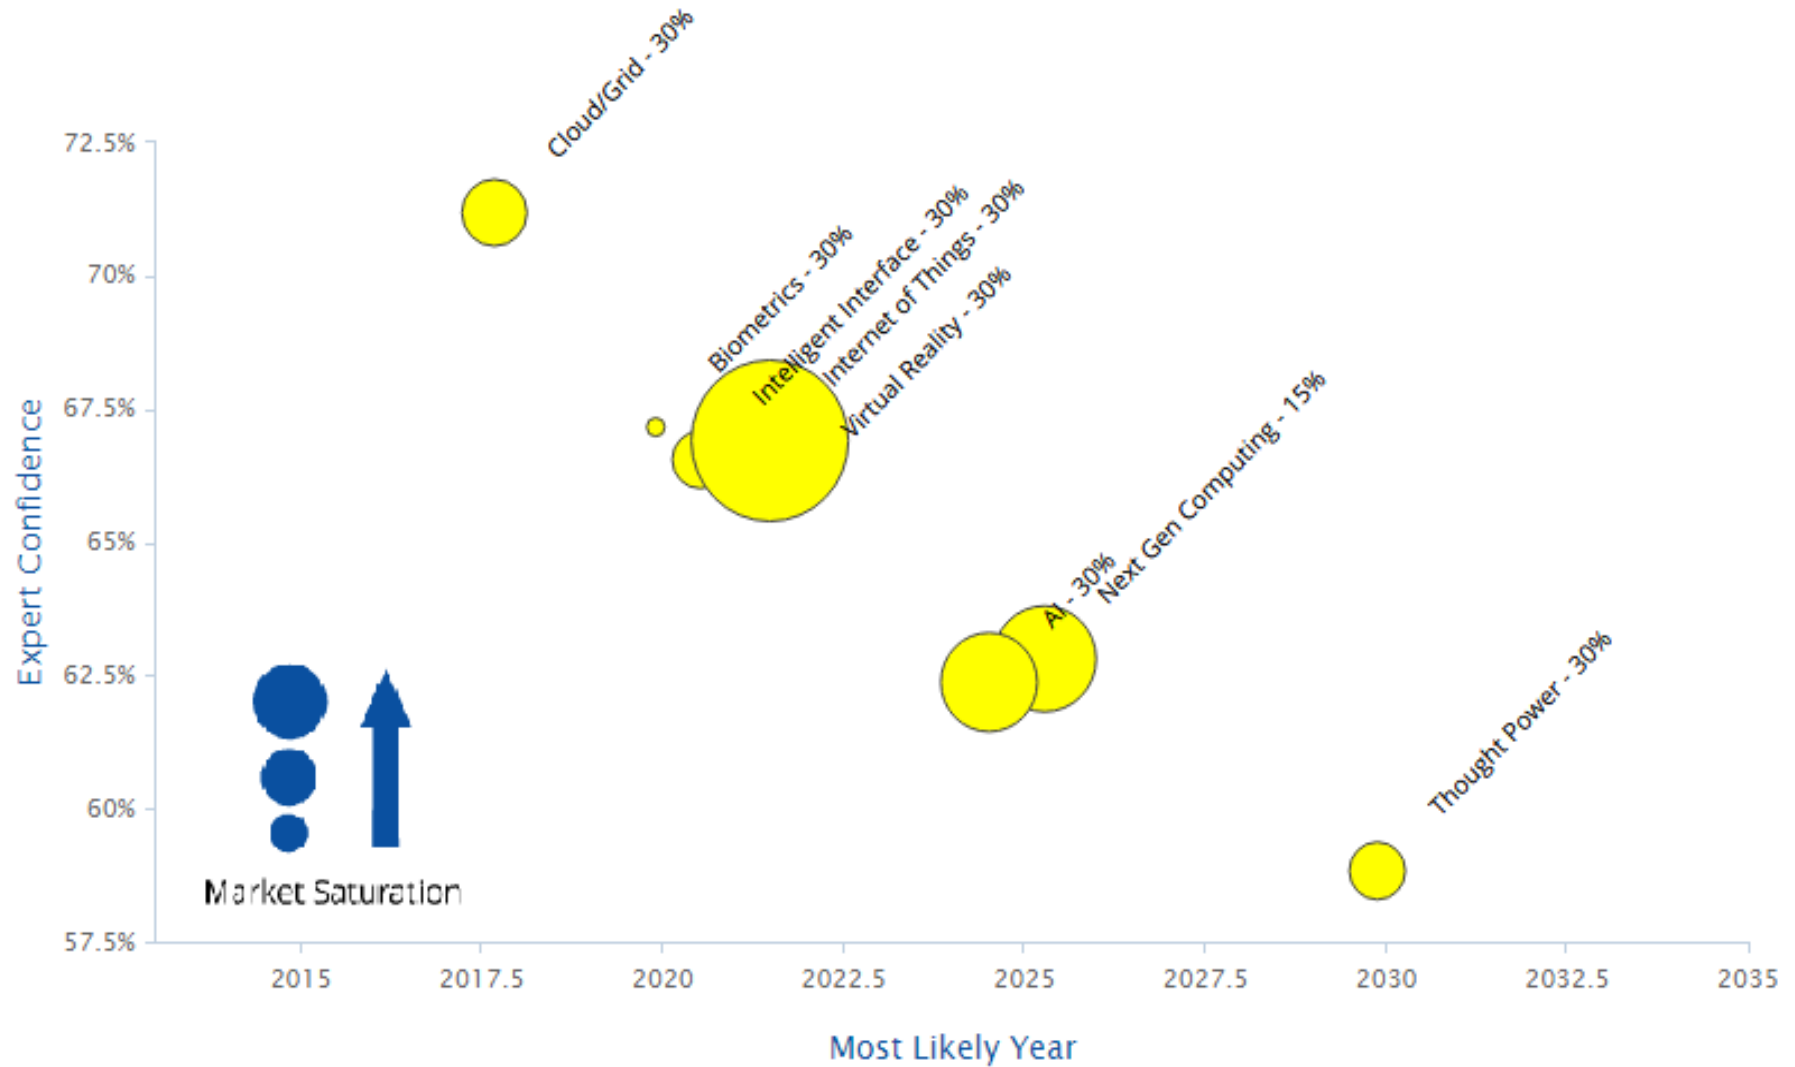 Cloud/Grid - 30%
Biometrics - 30%
Intelligent Interface - 30%
Internet of Things - 30%
Virtual Reality - 30%
Next Gen Computing - 15%
AI - 30%
Thought Power - 30%
Expert Confidence
72.5%
70%
67.5%
65%
62.5%
60%
57.5%
Market Saturation
2015
2017.5
2020
2022.5
2025
2027.5
2030
2032.5
2035
Most Likely Year